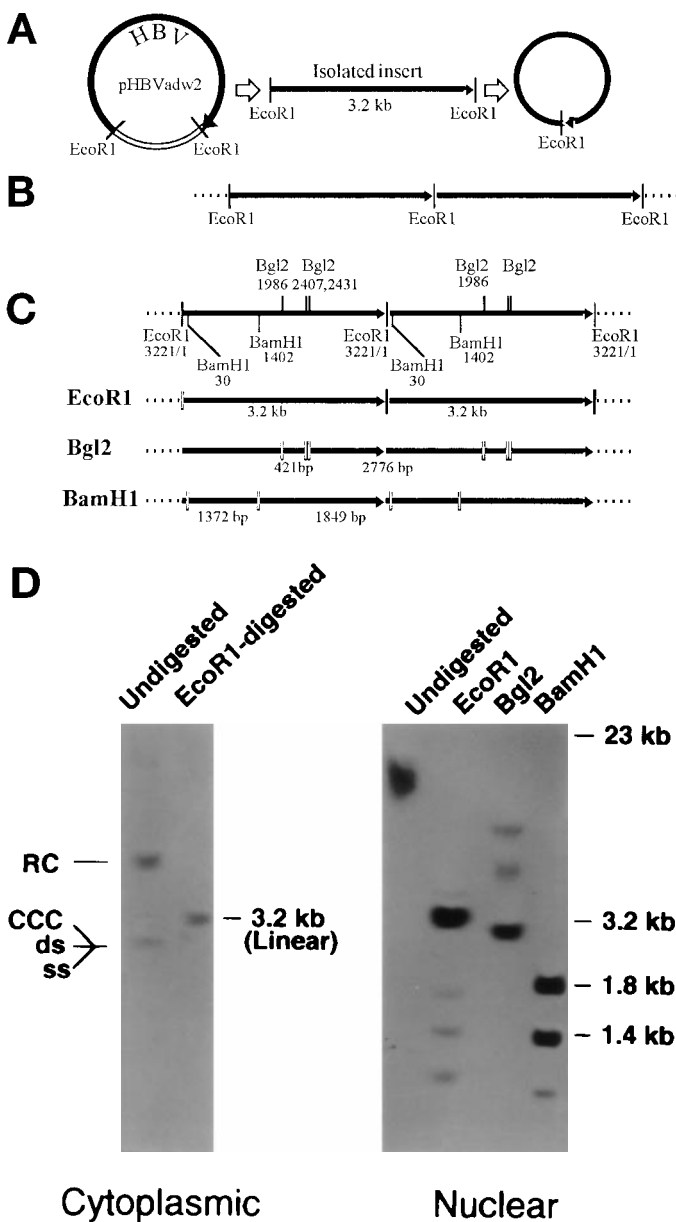 A
HBV
pHBVadw2
EcoR1 EcoR1
Isolated insert
EcoR1 3.2 kb EcoR1
EcoR1
B
EcoR1 EcoR1 EcoR1
C
Bgl2 Bgl2 Bgl2 Bgl2
1986 2407,2431 1986
EcoR1 3221/1 BamH1 30 BamH1 1402 EcoR1 3221/1 BamH1 30 BamH1 1402 EcoR1 3221/1
EcoR1 3.2 kb 3.2 kb
Bgl2 421bp 2776 bp
BamH1 1372 bp 1849 bp
D
Undigested
EcoR1-digested
RC
CCC
ds
ss
3.2 kb
(Linear)
Cytoplasmic
Undigested
EcoR1
Bgl2
BamH1
23 kb
3.2 kb
1.8 kb
1.4 kb
Nuclear